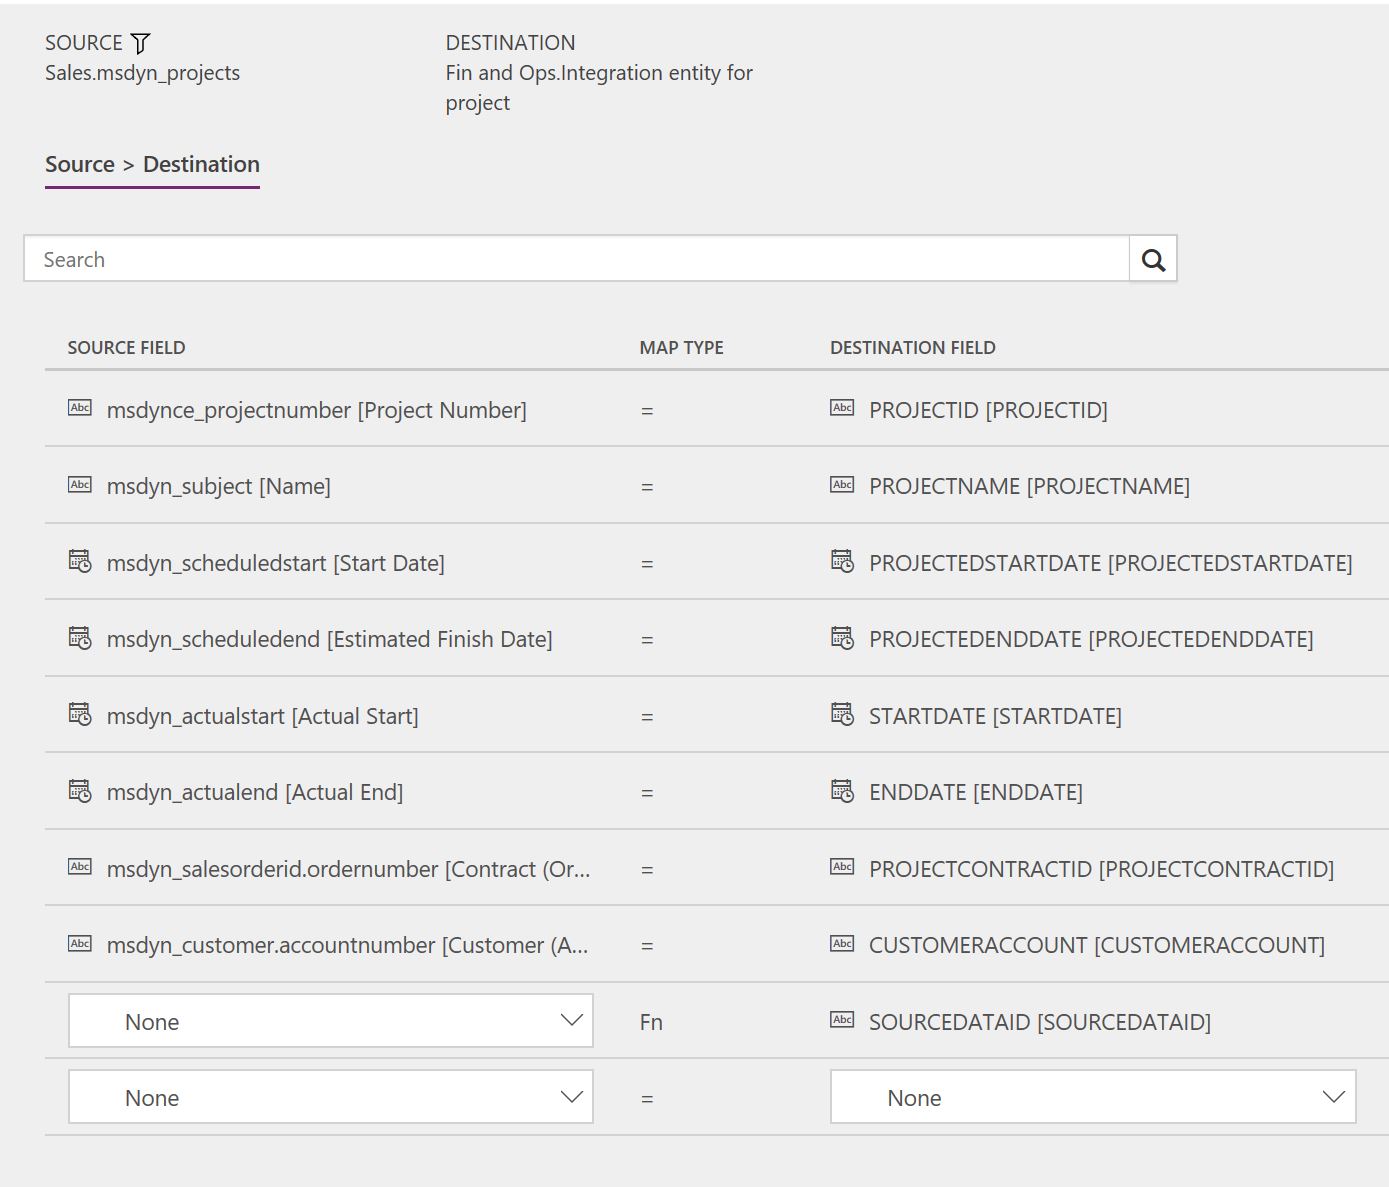 SOURCE DESTINATION
Sales.msdyn_projects Fin and Ops.Integration entity for
project
Source > Destination
Search
SOURCE FIELD MAP TYPE DESTINATION FIELD
Abc msdynce_projectnumber [Project Number] = Abc PROJECTID [PROJECTID]
Abc msdyn_subject [Name] = Abc PROJECTNAME [PROJECTNAME]
msdyn_scheduledstart [Start Date] = PROJECTEDSTARTDATE [PROJECTEDSTARTDATE]
msdyn_scheduledend [Estimated Finish Date] = PROJECTEDENDDATE [PROJECTEDENDDATE]
msdyn_actualstart [Actual Start] = STARTDATE [STARTDATE]
msdyn_actualend [Actual End] = ENDDATE [ENDDATE]
Abc msdyn_salesorderid.ordernumber [Contract (Or... = Abc PROJECTCONTRACTID [PROJECTCONTRACTID]
Abc msdyn_customer.accountnumber [Customer (A... = Abc CUSTOMERACCOUNT [CUSTOMERACCOUNT]
None Fn Abc SOURCEDATAID [SOURCEDATAID]
None = None